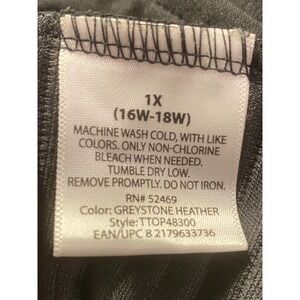 1X
(16W-18W)
MACHINE WASH COLD, WITH LIKE
COLORS. ONLY NON-CHLORINE
BLEACH WHEN NEEDED.
TUMBLE DRY LOW.
REMOVE PROMPTLY. DO NOT IRON.
RN# 52469
Color: GREYSTONE HEATHER
Style: TTOP48300
EAN/UPC 8 2179633736